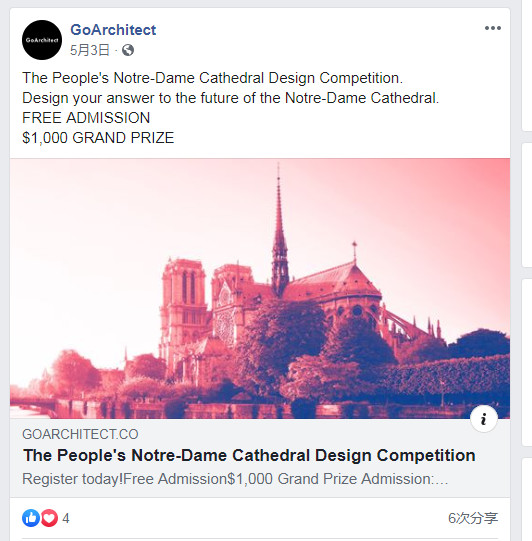 GoArchitect
GoArchitect
5月3日 ·
The People's Notre-Dame Cathedral Design Competition.
Design your answer to the future of the Notre-Dame Cathedral.
FREE ADMISSION
$1,000 GRAND PRIZE
i
GOARCHITECT.CO
The People's Notre-Dame Cathedral Design Competition
Register today!Free Admission$1,000 Grand Prize Admission:...
4
6次分享